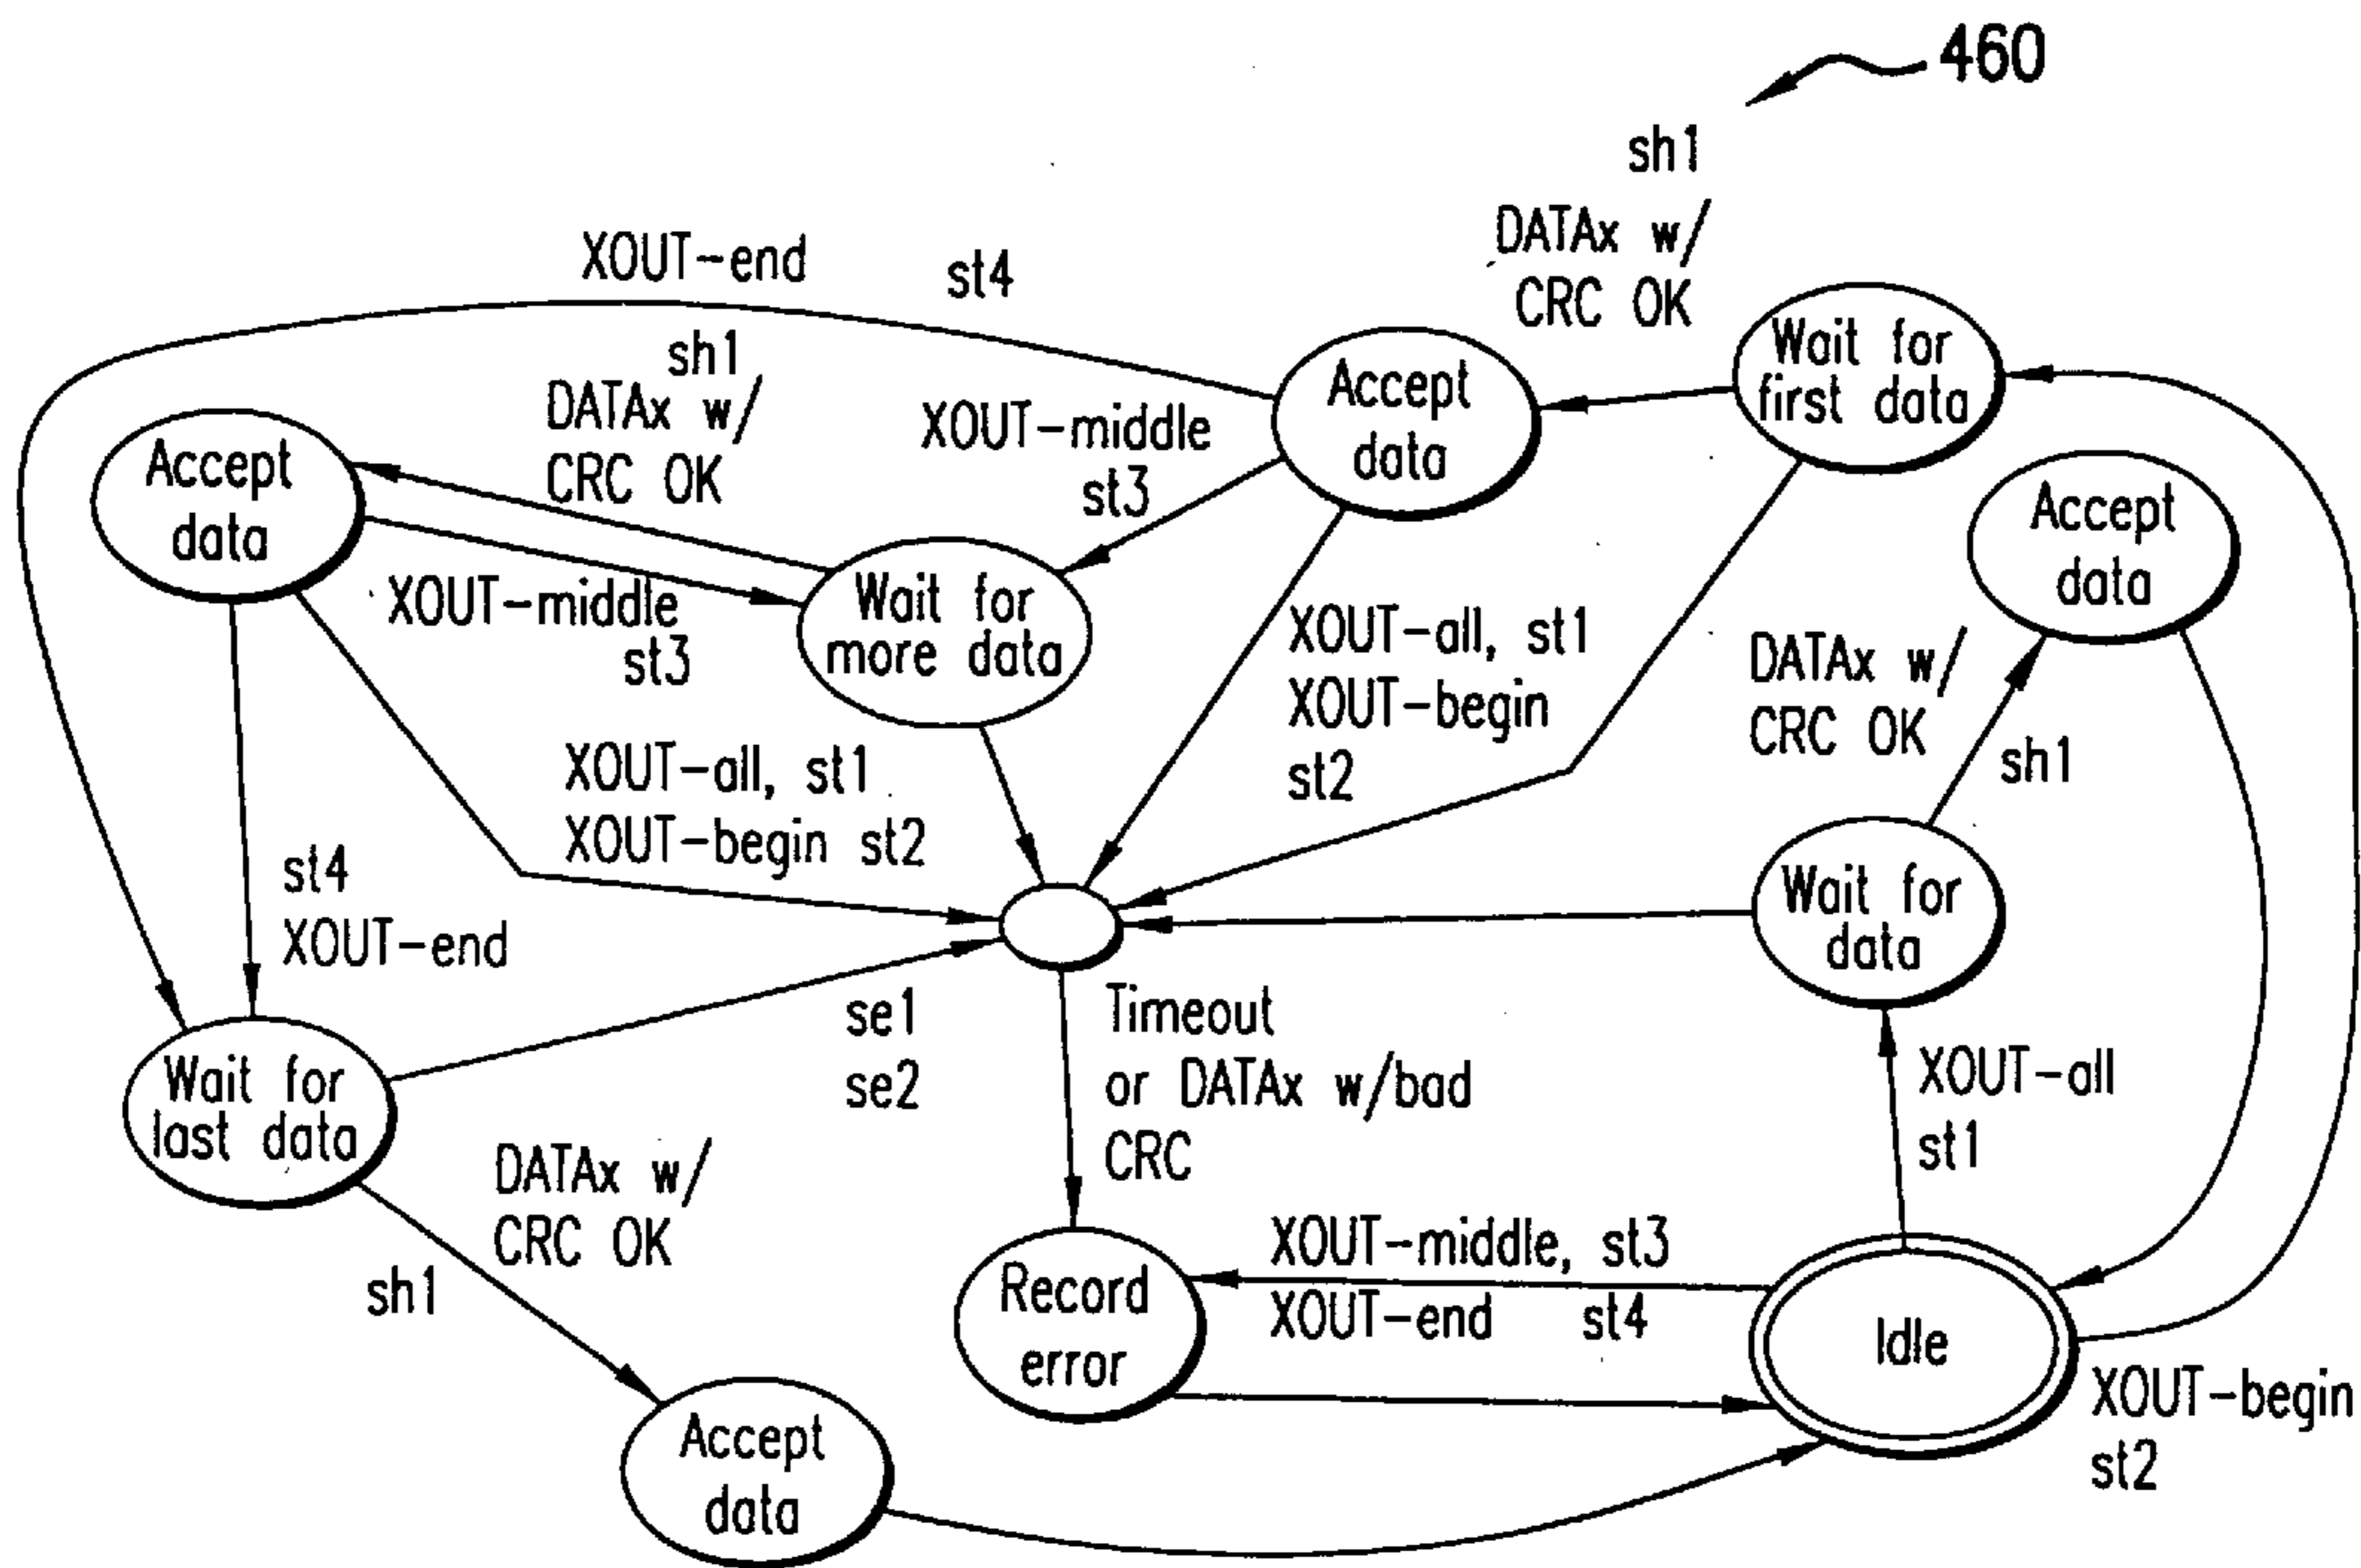 460
sh1
DATAx w/
CRC OK
XOUT-end st4
Wait for
first data
sh1
DATAx w/
CRC OK
Accept
data
XOUT-middle
st3
Accept
data
Accept
data
XOUT-middle
st3
Wait for
more data
XOUT-all, st1
XOUT-begin
st2
DATAx w/
CRC OK
sh1
XOUT-all, st1
XOUT-begin st2
st4
XOUT-end
Wait for
data
se1
se2
Timeout
or DATAx w/bad
CRC
XOUT-all
st1
Wait for
last data
DATAx w/
CRC OK
sh1
XOUT-middle, st3
XOUT-end st4
Record
error
Idle
XOUT-begin
st2
Accept
data